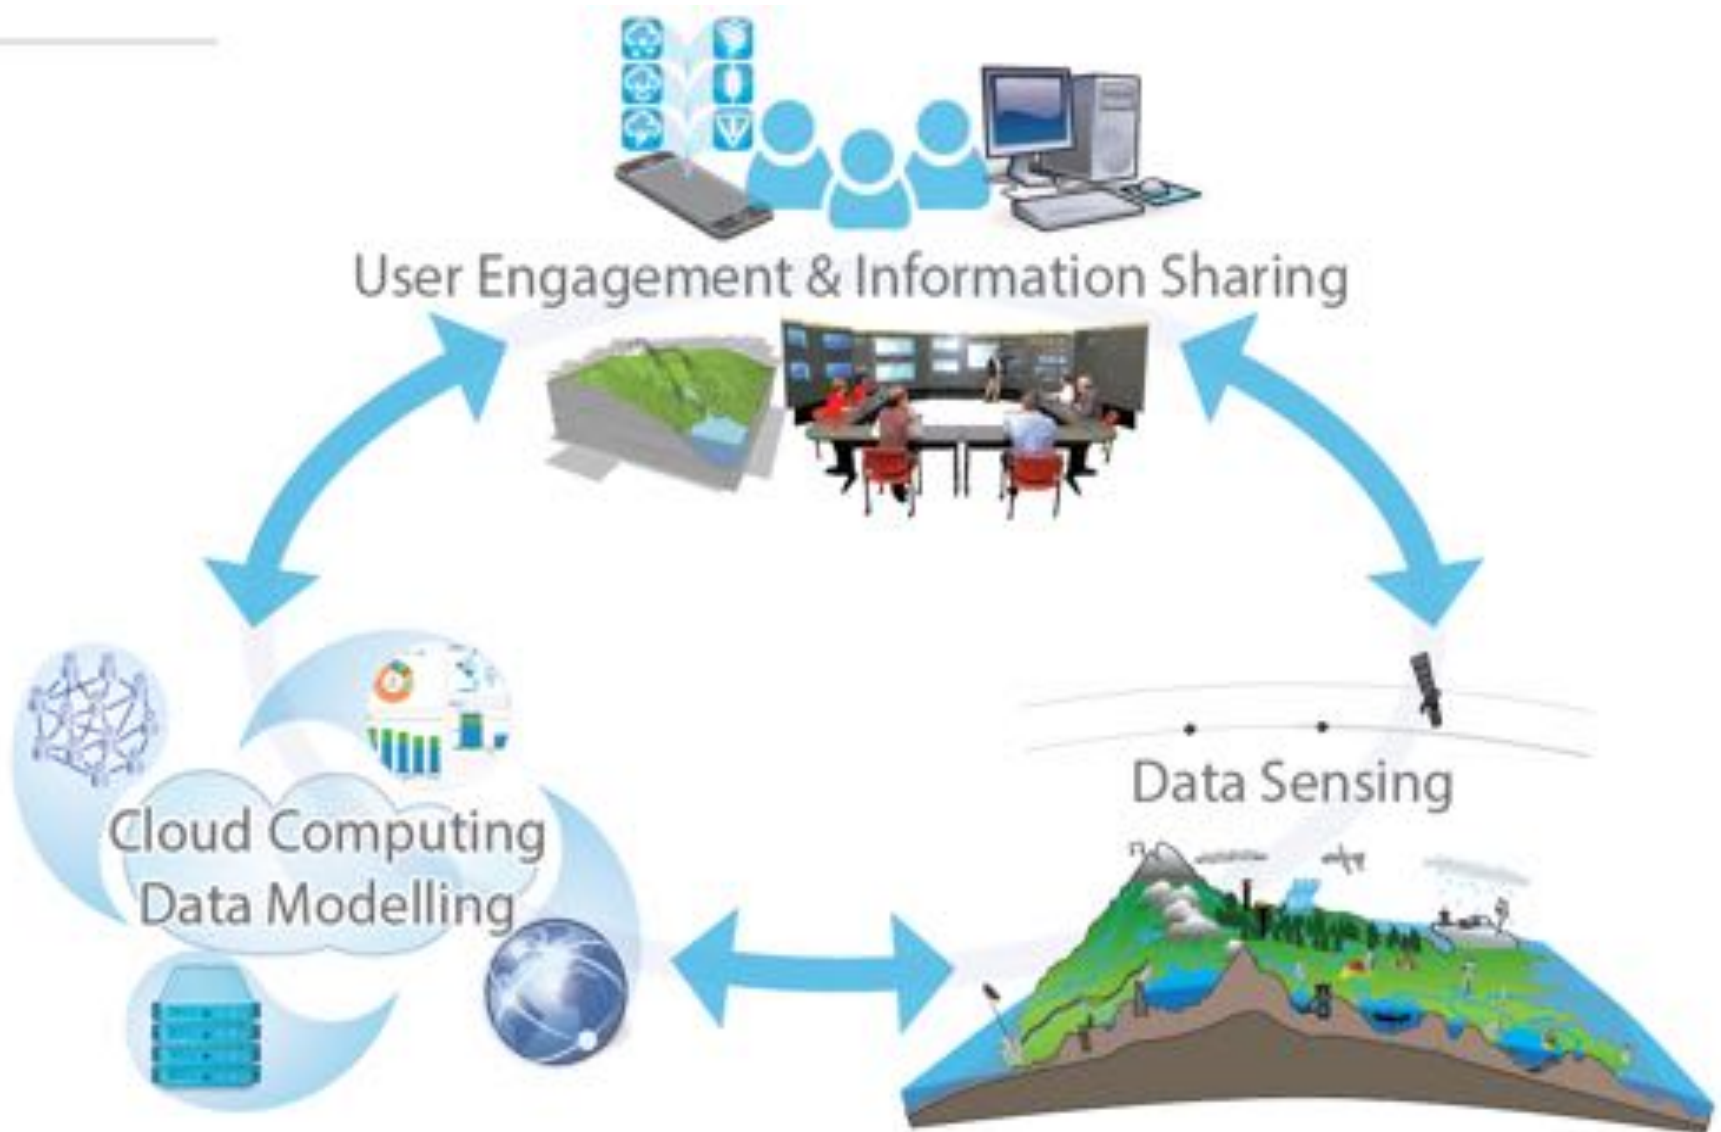 User Engagement & Information Sharing
Data Sensing
Cloud Computing
Data Modelling